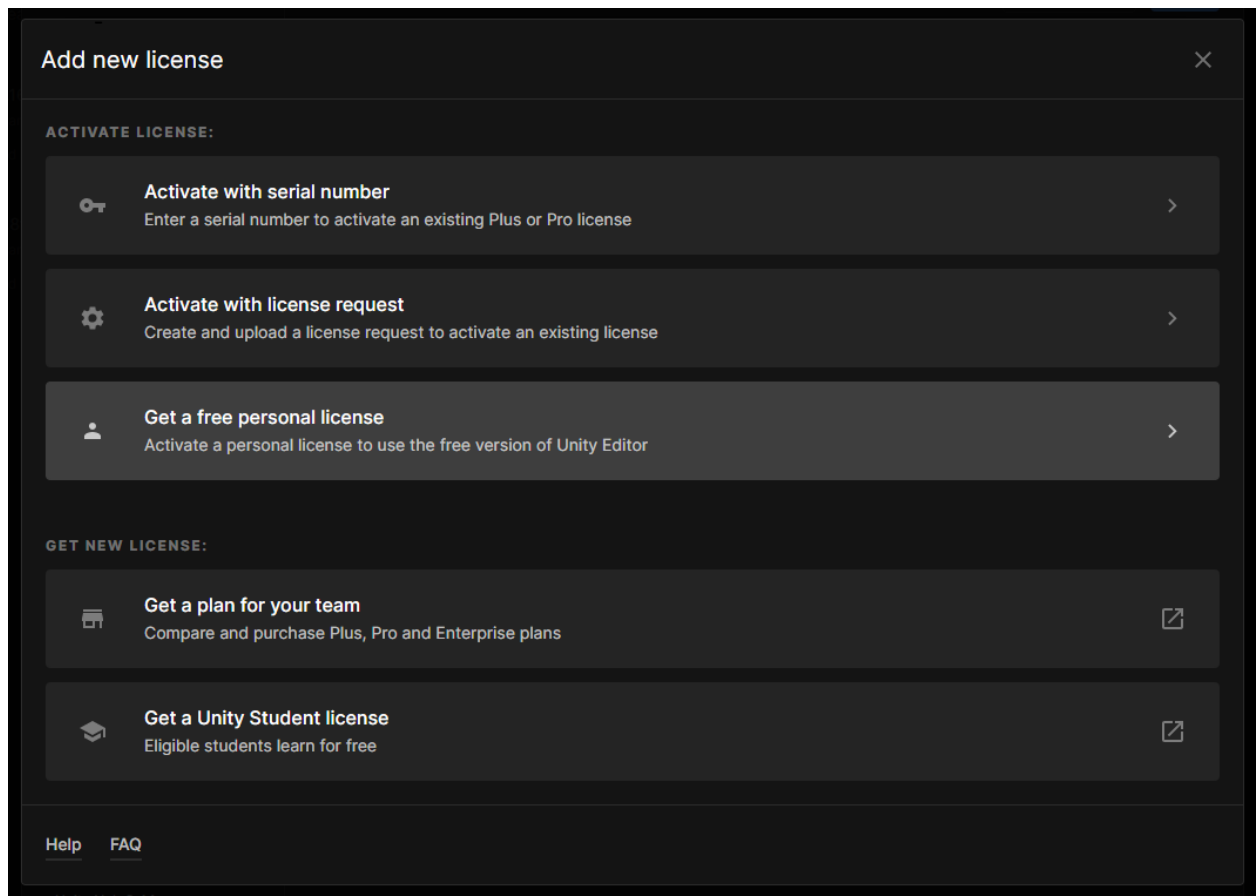 Add new license
ACTIVATE LICENSE:
Activate with serial number
Enter a serial number to activate an existing Plus or Pro license
Activate with license request
Create and upload a license request to activate an existing license
Get a free personal license
Activate a personal license to use the free version of Unity Editor
GET NEW LICENSE:
Get a plan for your team
Compare and purchase Plus, Pro and Enterprise plans
Get a Unity Student license
Eligible students learn for free
Help FAQ